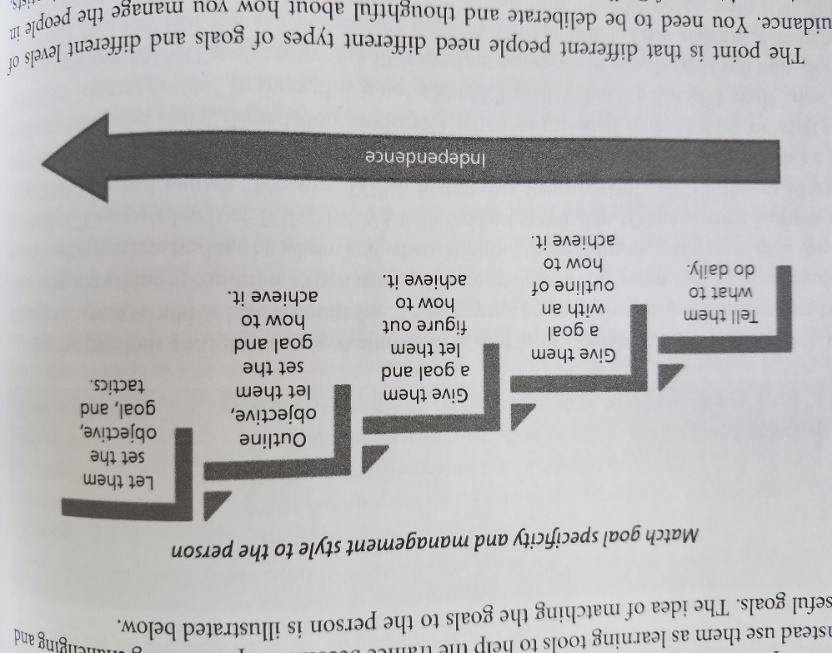 nstead use them as learning tools to help the trainee
challenging and
seful goals. The idea of matching the goals to the person is illustrated below.
Match goal specificity and management style to the person
Tell them
what to
do daily.
Give them
a goal
with an
outline of
how to
achieve it.
Give them
a goal and
let them
figure out
how to
achieve it.
Outline
objective,
let them
set the
goal and
how to
achieve it.
Let them
set the
objective,
goal, and
tactics.
Independence
The point is that different people need different types of goals and different levels of
uidance. You need to be deliberate and thoughtful about how you manage the people in